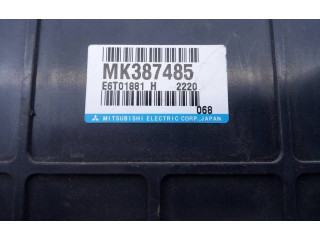 MK387485
E6T01881 H 2220
068
MITSUBISHI ELECTRIC CORP. JAPAN